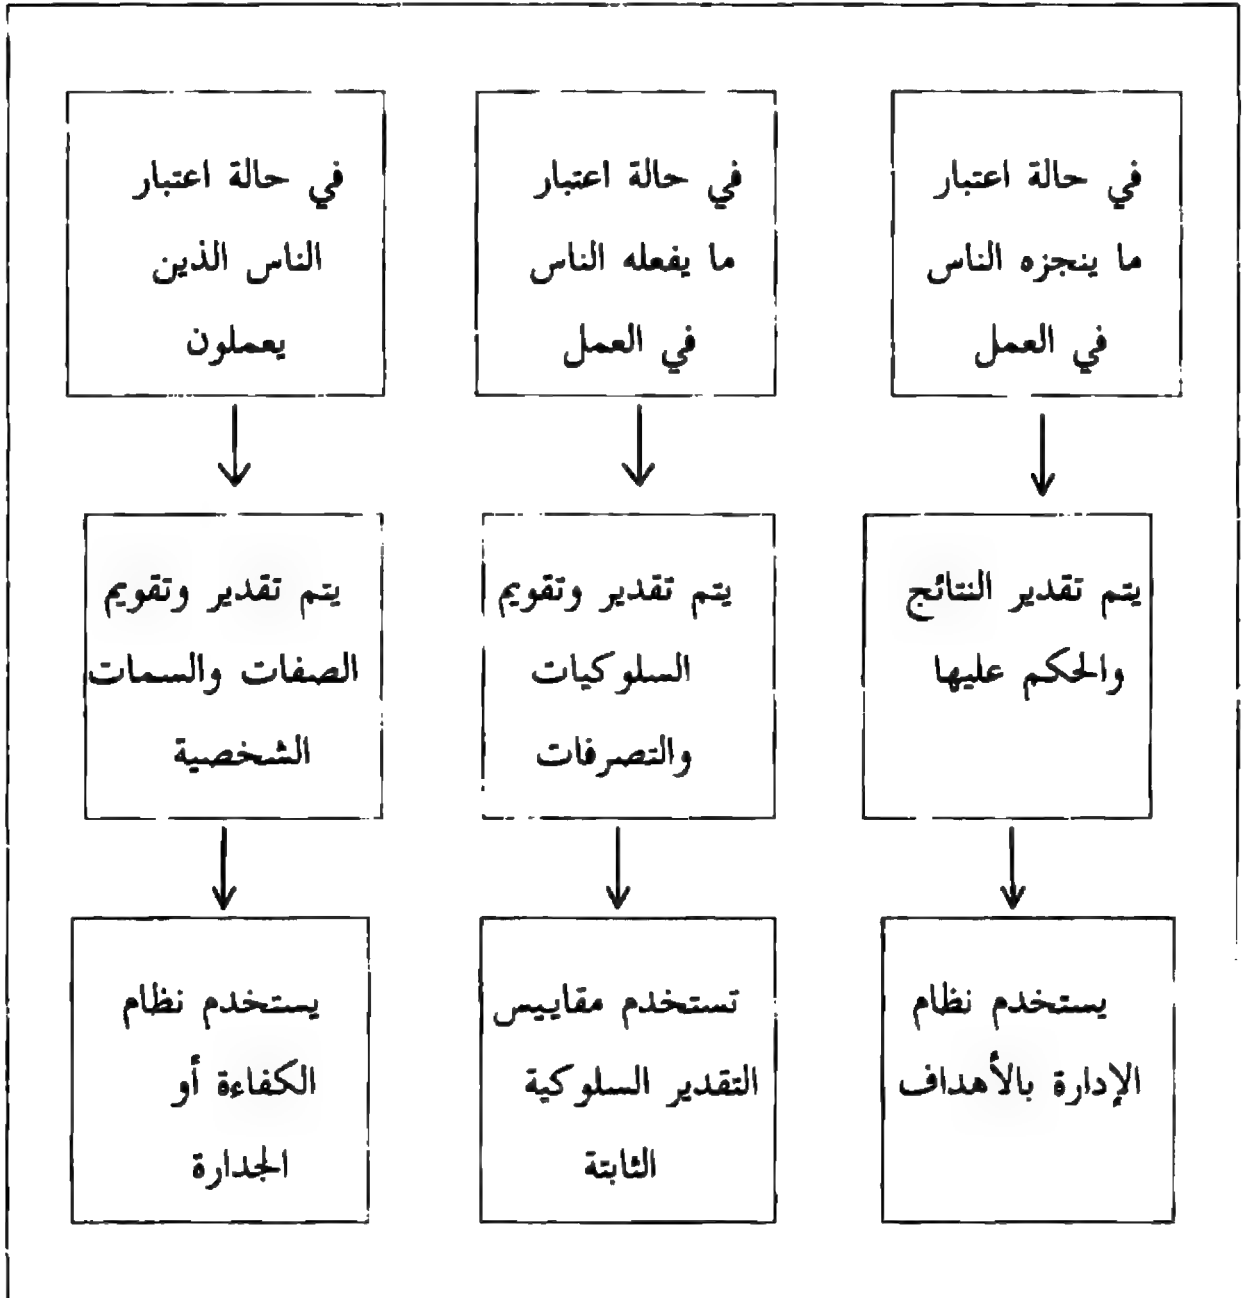 في حالة اعتبار
ما ينجزه الناس
في العمل
في حالة اعتبار
ما يفعله الناس
في العمل
في حالة اعتبار
الناس الذين
يعملون
يتم تقدير النتائج
والحكم عليها
يتم تقدير وتقويم
السلوكيات
والتصرفات
يتم تقدير وتقويم
الصفات والسمات
الشخصية
يستخدم نظام
الإدارة بالأهداف
تستخدم مقاييس
التقدير السلوكية
الثابتة
يستخدم نظام
الكفاءة أو
الجدارة